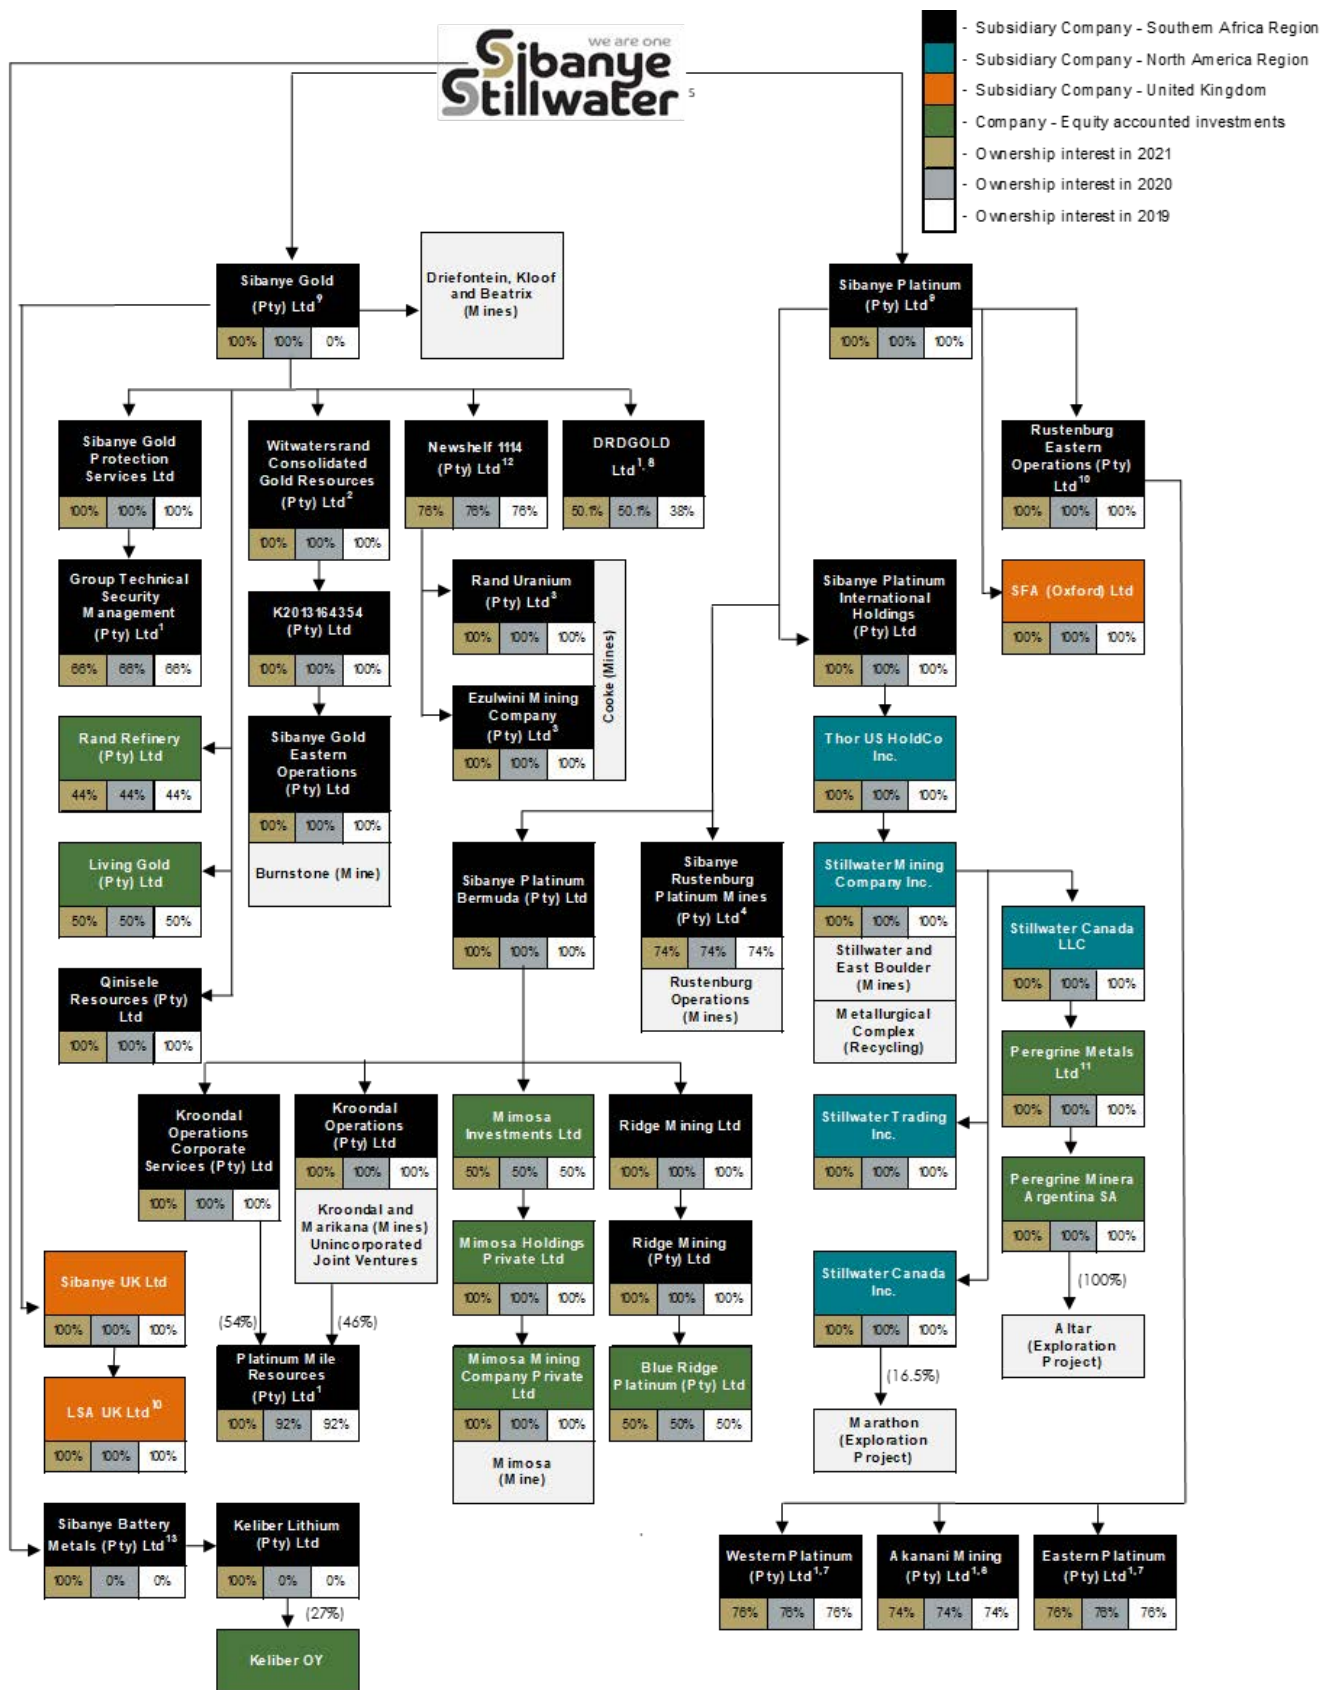 we are one
Sibanye
Stillwater
5
- Subsidiary Company - Southern Africa Region
- Subsidiary Company - North America Region
- Subsidiary Company - United Kingdom
- Company - Equity accounted investments
- Ownership interest in 2021
- Ownership interest in 2020
- Ownership interest in 2019
Sibanye Gold
(Pty) Ltd9
100% 100% 0%
Driefontein, Kloof
and Beatrix
(Mines)
Sibanye Platinum
(Pty) Ltd9
100% 100% 100%
Sibanye Gold
Protection
Services Ltd
100% 100% 100%
Witwatersrand
and Consolidated
Gold Resources
(Pty) Ltd2
100% 100% 100%
Newshelf 1114
(Pty) Ltd12
76% 76% 76%
DRDGOLD
Ltd1, 8
50.1% 50.1% 38%
Rustenburg
Eastern
Operations (Pty)
Ltd10
100% 100% 100%
Group Technical
Security
Management
(Pty) Ltd1
66% 66% 66%
K2013164354
(Pty) Ltd
100% 100% 100%
Rand Uranium
(Pty) Ltd3
100% 100% 100%
Ezulwini Mining
Company
(Pty) Ltd3
100% 100% 100%
Cooke (Mines)
Sibanye Platinum
International
Holdings
(Pty) Ltd
100% 100% 100%
SFA (Oxford) Ltd
100% 100% 100%
Rand Refinery
(Pty) Ltd
44% 44% 44%
Sibanye Gold
Eastern
Operations
(Pty) Ltd
100% 100% 100%
Burnstone (Mine)
Thor US HoldCo
Inc.
100% 100% 100%
Living Gold
(Pty) Ltd
50% 50% 50%
Sibanye Platinum
Bermuda (Pty) Ltd
100% 100% 100%
Sibanye
Rustenburg
Platinum Mines
(Pty) Ltd4
74% 74% 74%
Rustenburg
Operations
(Mines)
Stillwater Mining
Company Inc.
100% 100% 100%
Stillwater and
East Boulder
(Mines)
Metallurgical
Complex
(Recycling)
Stillwater Canada
LLC
100% 100% 100%
Qinisele
Resources (Pty)
Ltd
100% 100% 100%
Peregrine Metals
Ltd11
100% 100% 100%
Kroondal
Operations
Corporate
Services (Pty) Ltd
100% 100% 100%
Kroondal
Operations
(Pty) Ltd
100% 100% 100%
Kroondal and
Marikana (Mines)
Unincorporated
Joint Ventures
Mimosa
Investments Ltd
50% 50% 50%
Ridge Mining Ltd
100% 100% 100%
Stillwater Trading
Inc.
100% 100% 100%
Peregrine Minera
Argentina SA
100% 100% 100%
(100%)
Altar
(Exploration
Project)
Mimosa Holdings
Private Ltd
100% 100% 100%
Ridge Mining
(Pty) Ltd
100% 100% 100%
Stillwater Canada
Inc.
100% 100% 100%
(16.5%)
Marathon
(Exploration
Project)
Sibanye UK Ltd
100% 100% 100%
(54%)
(46%)
Platinum Mile
Resources
(Pty) Ltd1
100% 92% 92%
Mimosa Mining
Company Private
Ltd
100% 100% 100%
Mimosa
(Mine)
Blue Ridge
Platinum (Pty) Ltd
50% 50% 50%
LSA UK Ltd10
100% 100% 100%
Sibanye Battery
Metals (Pty) Ltd13
100% 0% 0%
Keliber Lithium
(Pty) Ltd
100% 0% 0%
(27%)
Keliber OY
Western Platinum
(Pty) Ltd1,7
76% 76% 76%
Akanani Mining
(Pty) Ltd1,6
74% 74% 74%
Eastern Platinum
(Pty) Ltd1,7
76% 76% 76%